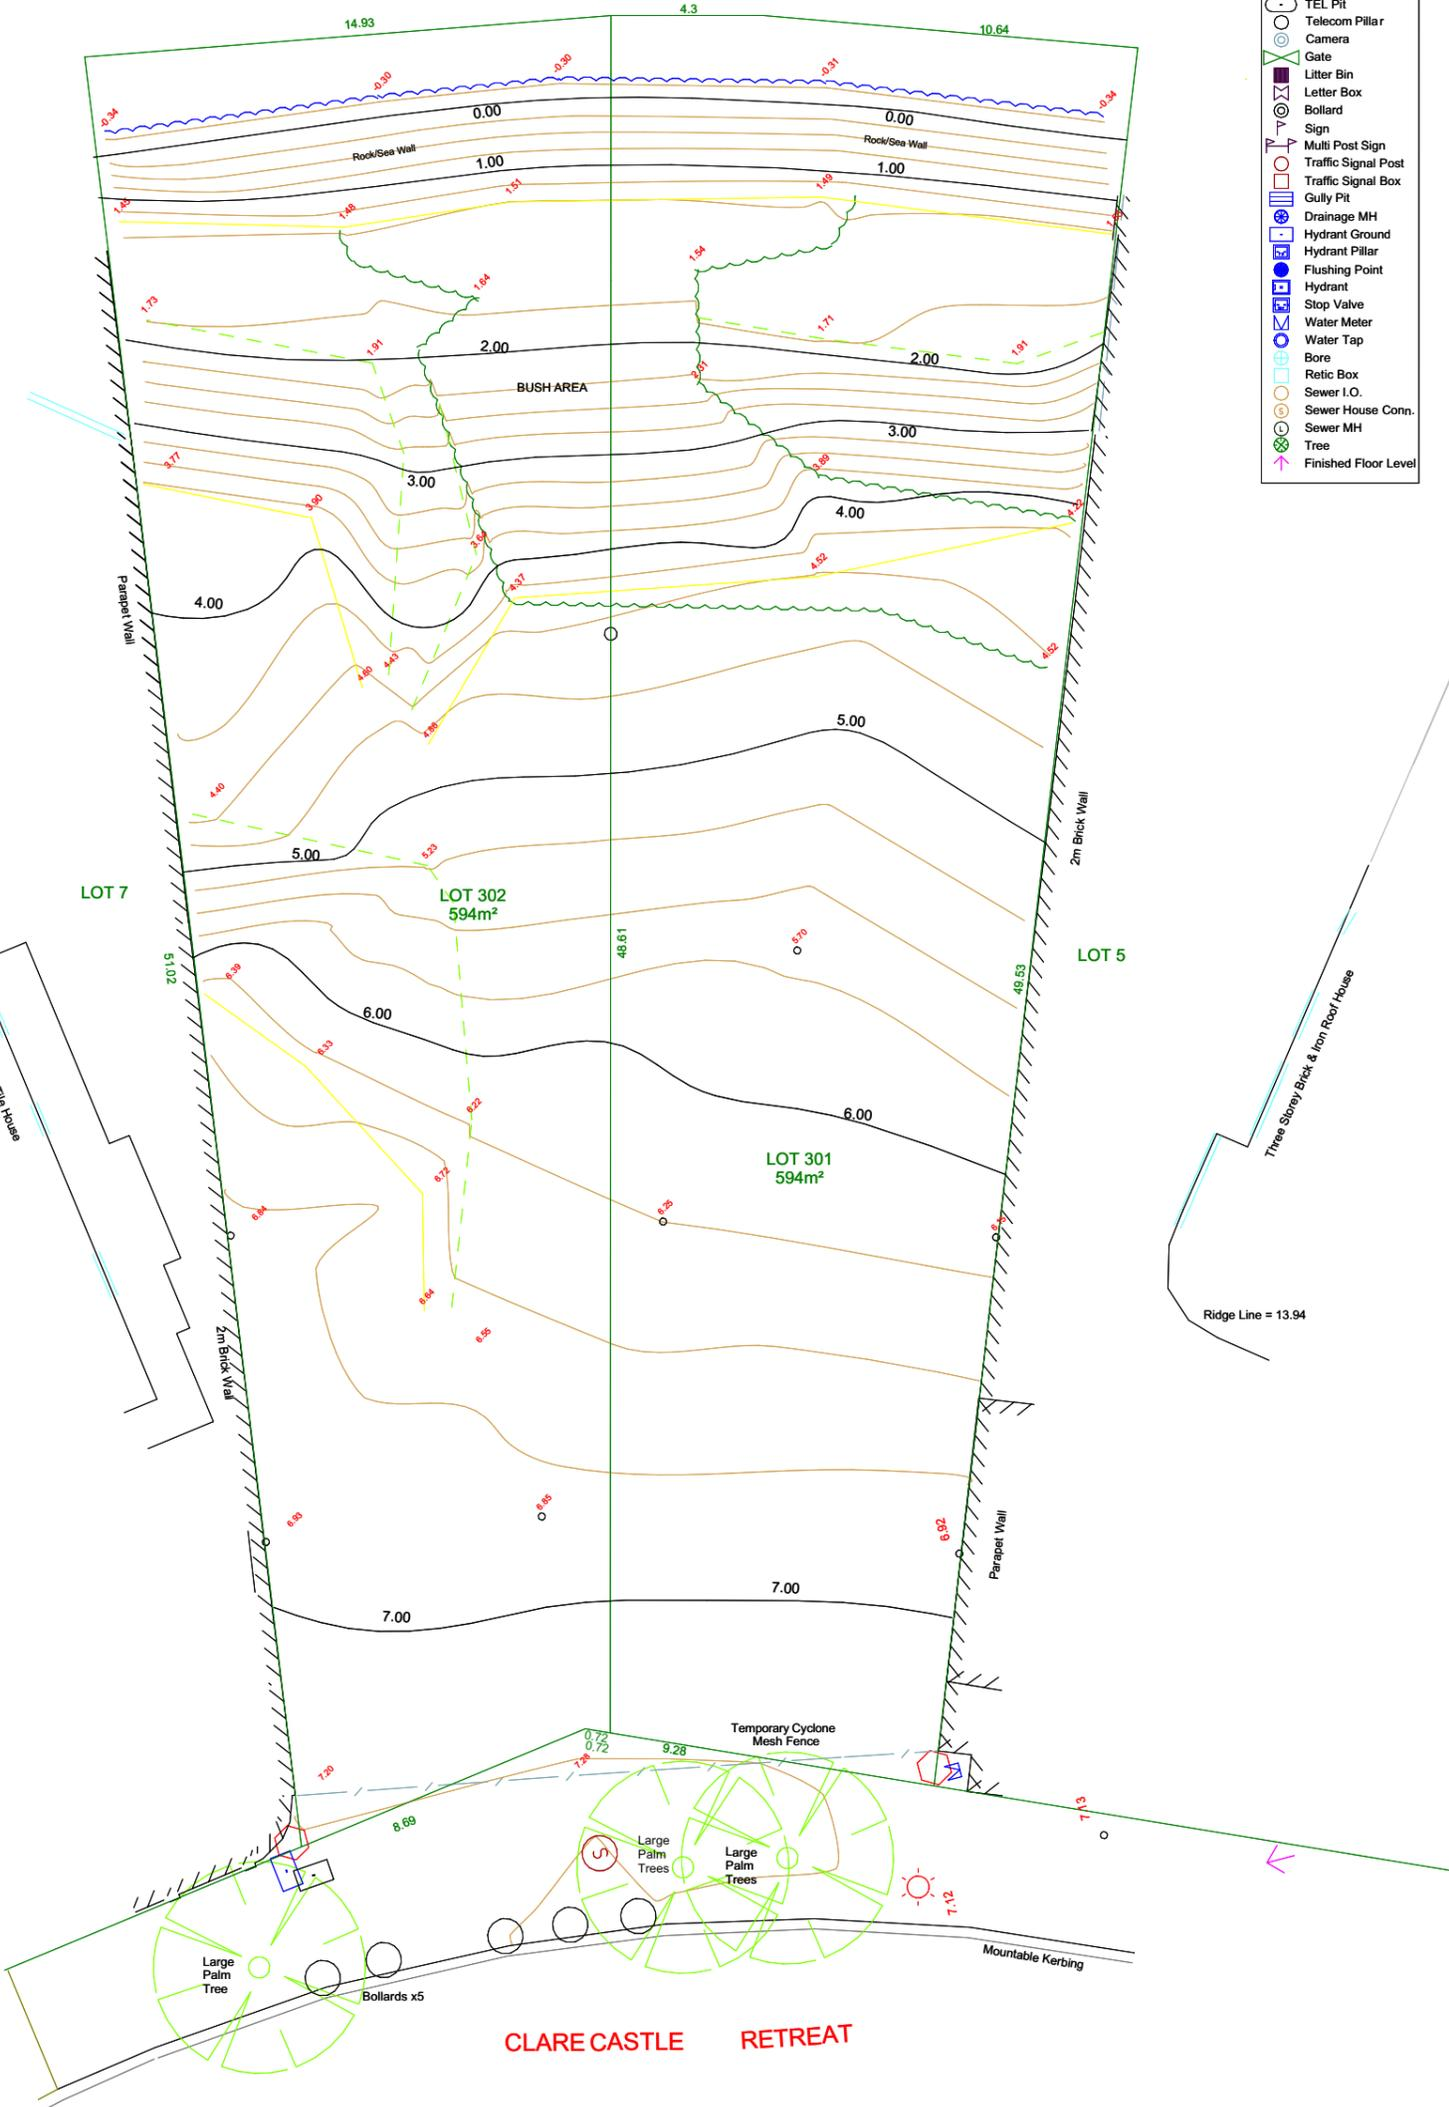 14.93
4.3
10.64
TEL Pit
Telecom Pillar
Camera
Gate
Litter Bin
Letter Box
Bollard
Sign
Multi Post Sign
Traffic Signal Post
Traffic Signal Box
Gully Pit
Drainage MH
Hydrant Ground
Hydrant Pillar
Flushing Point
Hydrant
Stop Valve
Water Meter
Water Tap
Bore
Retic Box
Sewer I.O.
S Sewer House Conn.
L Sewer MH
Tree
Finished Floor Level
-0.34
-0.30
-0.30
-0.31
-0.34
0.00
0.00
Rock/Sea Wall
Rock/Sea Wall
1.00
1.00
1.45
1.48
1.51
1.49
1.64
1.54
1.73
1.91
1.71
1.91
2.00
2.00
2.31
BUSH AREA
3.00
3.00
3.77
3.90
3.64
3.89
4.00
4.22
4.00
4.37
4.52
4.52
Parapet Wall
4.60
4.43
4.88
5.00
4.40
5.00
5.23
2m Brick Wall
LOT 7
LOT 302
594m²
51.02
48.61
5.70
LOT 5
49.53
6.39
6.00
6.33
6.22
6.00
6.72
LOT 301
594m²
6.84
6.25
6.15
Tile House
Three Storey Brick & Iron Roof House
Ridge Line = 13.94
6.64
6.55
2m Brick Wall
6.93
6.85
6.92
Parapet Wall
7.00
7.00
Temporary Cyclone
Mesh Fence
0.72
0.72
9.28
7.20
7.28
8.69
7.13
S
Large
Palm
Trees
Large
Palm
Trees
7.12
Mountable Kerbing
Large
Palm
Tree
Bollards x5
CLARE CASTLE RETREAT